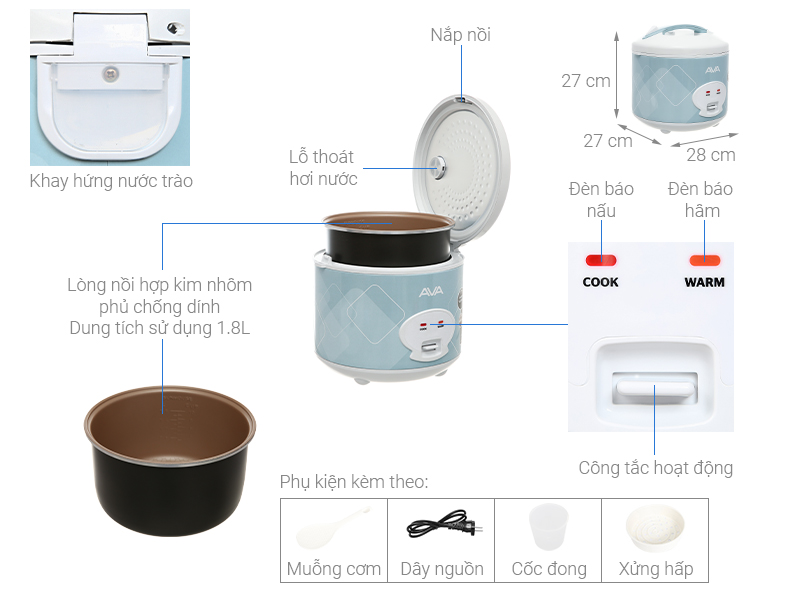 Khay hứng nước trào
Nắp nồi
Lỗ thoát
hơi nước
27 cm
27 cm
28 cm
AVA
Lòng nồi hợp kim nhôm
phủ chống dính
Dung tích sử dụng 1.8L
AVA
Đèn báo
nấu
Đèn báo
hâm
COOK
WARM
Công tắc hoạt động
Phụ kiện kèm theo:
Muỗng cơm
Dây nguồn
Cốc đong
Xửng hấp